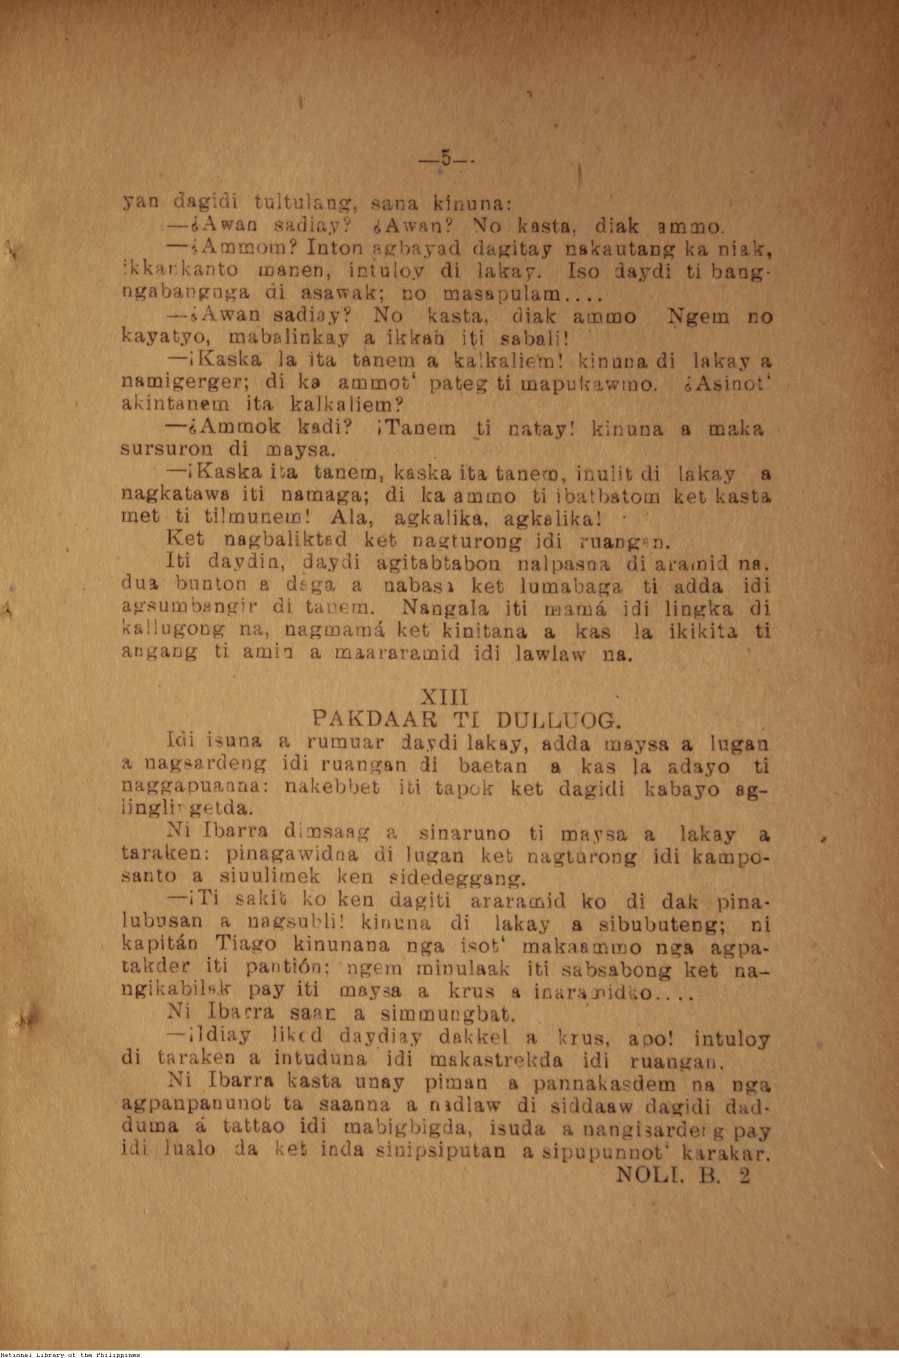 —5—
yan dagidi tultulang, sana kinuna:
—¿Awan sadiay? ¿Awan? No kasta, diak ammo.
—¿Ammom? Inton agbayad dagitay nakautang ka niak,
ikkankanto manen, intuloy di lakay. Iso daydi ti bang-
ngabangnga di asawak; no masapulam....
—¿Awan sadiay? No kasta, diak ammo Ngem no
kayatyo, mabalinkay a ikkan iti sabali!
—¡Kaska la ita tanem a kalkaliem! kinuna di lakay a
namigerger; di ka ammot‘ pateg ti mapukawmo. ¿Asinot‘
akintanem ita kalkaliem?
—¿Ammok kadi? ¡Tanem ti natay! kinuna a maka
sursuron di maysa.
—¡Kaska ita tanem, kaska ita tanem, inulit di lakay a
nagkatawa iti namaga; di ka ammo ti ibatbatom ket kasta
met ti tilmunem! Ala, agkalika, agkalika!
Ket nagbaliktad ket nagturong idi ruangan.
Iti daydin, daydi agitabtabon nalpasna di aramid na.
dua bunton a daga a nabasa ket lumabaga ti adda idi
agsumbangir di tanem. Nangala iti mamá idi lingka di
kallugong na, nagmamá ket kinitana a kas la ikikita ti
angang ti amin a maararamid idi lawlaw na.
XIII
PAKDAAR TI DULLUOG.
Idi isuna a rumuar daydi lakay, adda maysa a lugan
a nagsardeng idi ruangan di baetan a kas la adayo ti
naggapuanna: nakebbet iti tapok ket dagidi kabayo ag-
linglingetda.
Ni Ibarra dimsaag a sinaruno ti maysa a lakay a
taraken: pinagawidna di lugan ket nagturong idi kampo-
santo a siuulimek ken sidedeggang.
—¡Ti sakit ko ken dagiti araramid ko di dak pina-
lubusan a nagsubli! kinuna di lakay a sibubuteng; ni
kapitán Tiago kinunana nga isot‘ makaammo nga agpa-
takder iti pantión; ngem minulaak iti sabsabong ket na-
ngikabilak pay iti maysa a krus a inaramidko....
Ni Ibarra saan a simmungbat.
—¡Idiay liked daydiay dakkel a krus, apo! intuloy
di taraken a intuduna idi makastrekda idi ruangan.
Ni Ibarra kasta unay piman a pannakasdem na nga
agpanpanunot ta saanna a nadlaw di siddaaw dagidi dad-
duma á tattao idi mabigbigda, isuda a nangisardeng pay
idi lualo da ket inda sinipsiputan a sipupunnot‘ karakar.
NOLI. B. 2
National Library of the Philippines